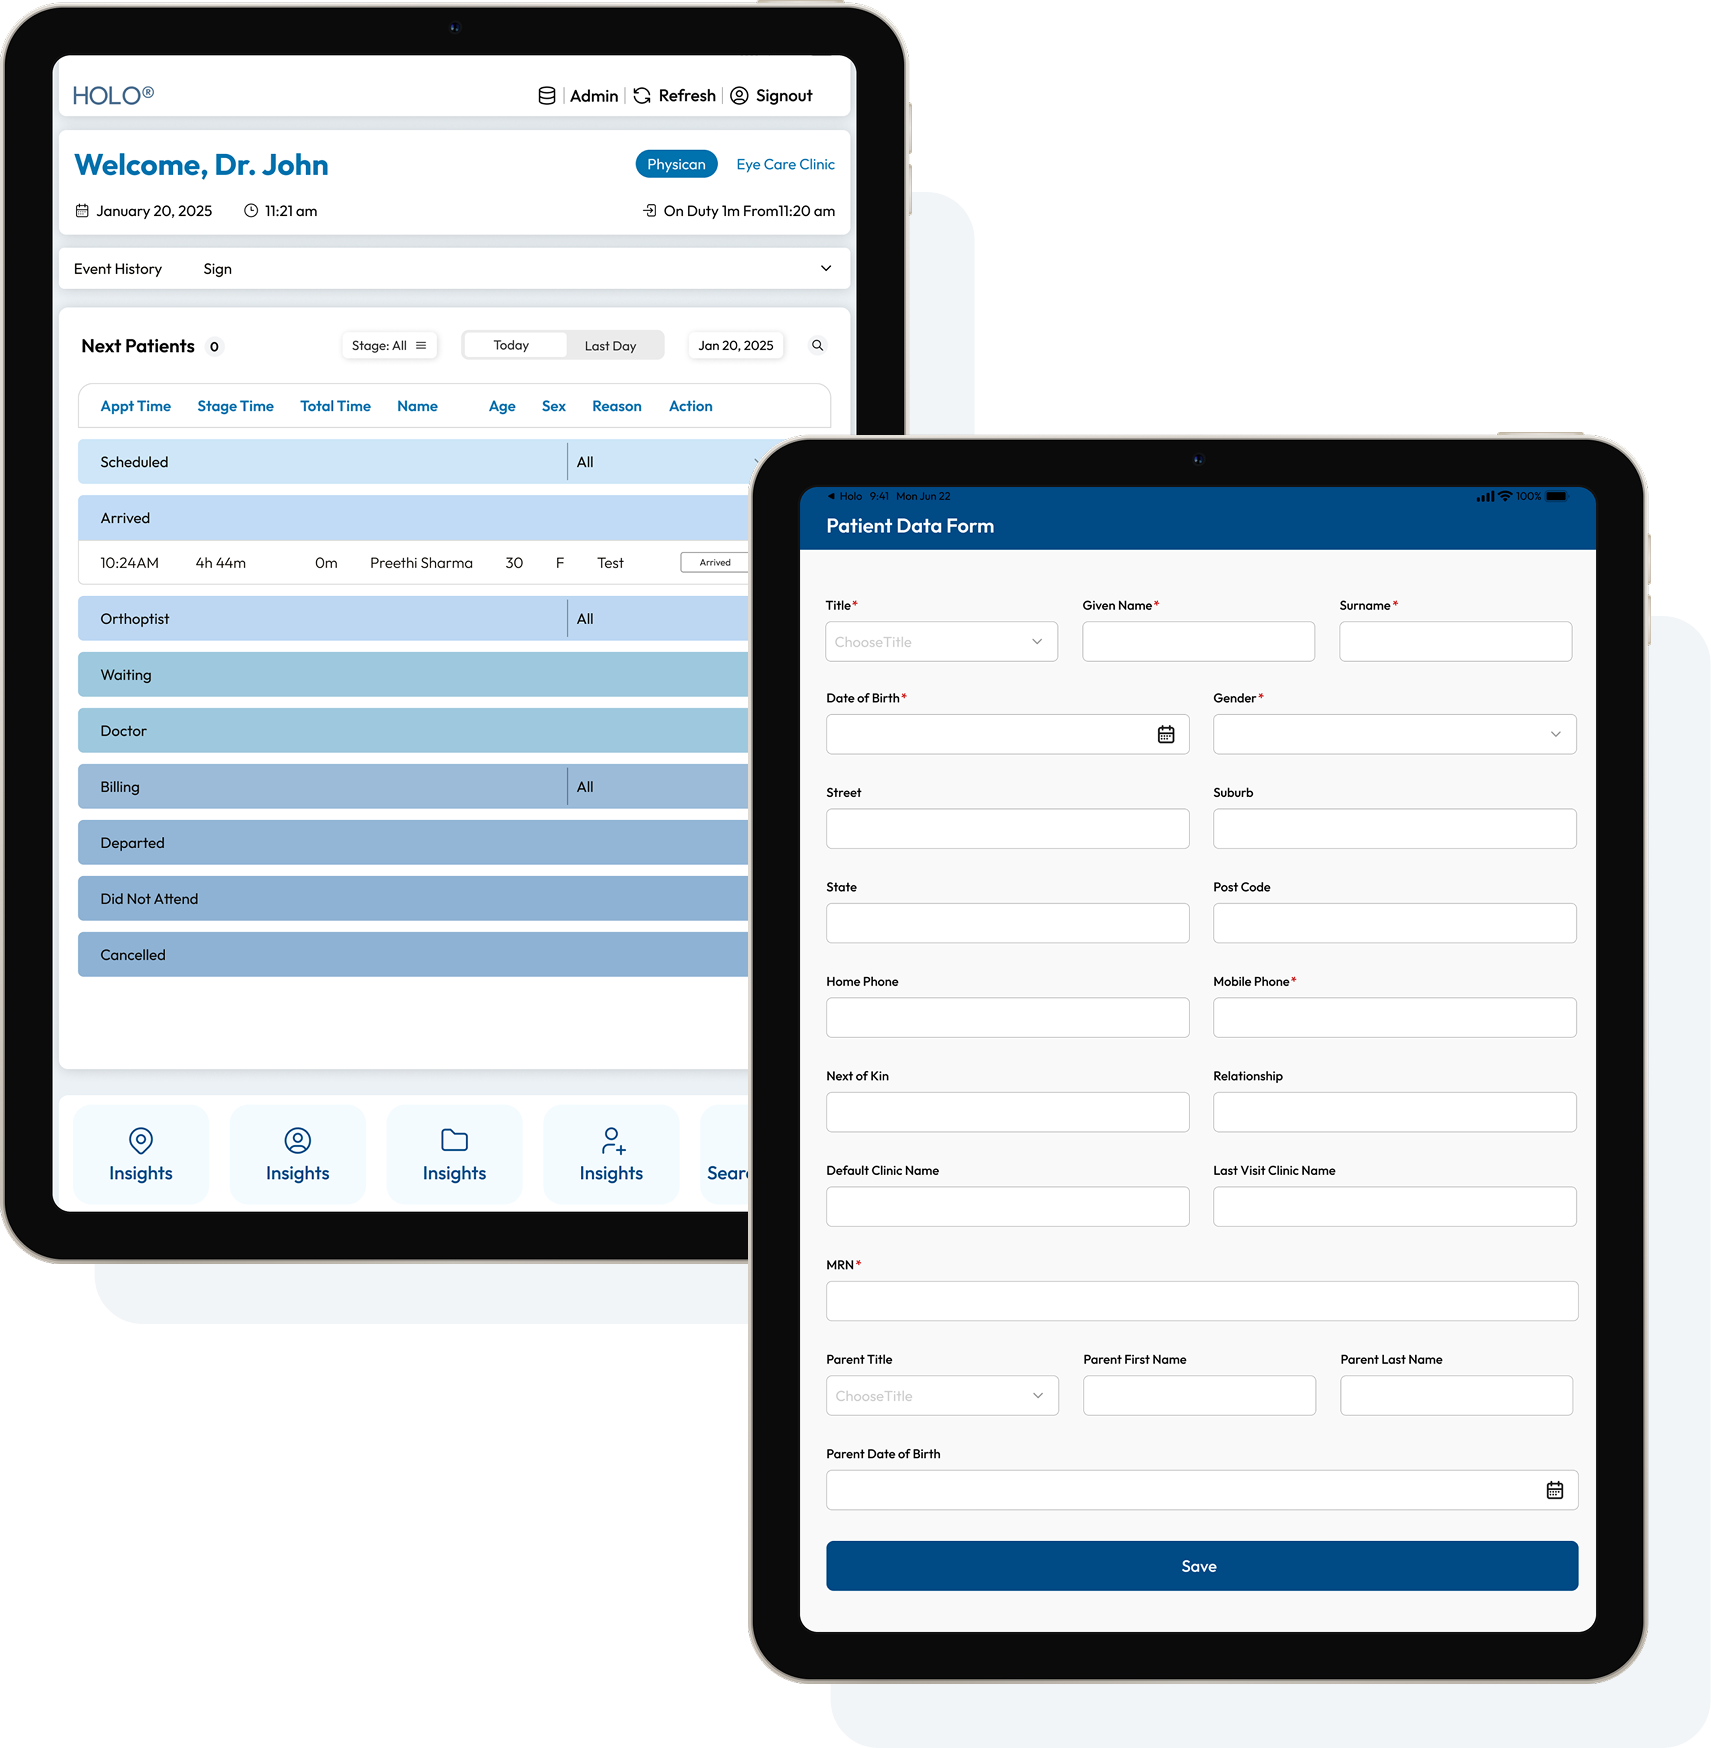 HOLO®
Admin
Refresh
Signout
Welcome, Dr. John
Physican
Eye Care Clinic
January 20, 2025
11:21 am
On Duty 1m From11:20 am
Event History
Sign
Next Patients 0
Stage: All
Today
Last Day
Jan 20, 2025
Appt Time Stage Time Total Time Name Age Sex Reason Action
Scheduled All
Arrived
10:24AM 4h 44m 0m Preethi Sharma 30 F Test Arrived
Orthoptist All
Waiting
Doctor
Billing All
Departed
Did Not Attend
Cancelled
Insights
Insights
Insights
Insights
Holo 9:41 Mon Jun 22
100%
Patient Data Form
Title*
Given Name*
Surname*
ChooseTitle
Date of Birth*
Gender*
Street
Suburb
State
Post Code
Home Phone
Mobile Phone*
Next of Kin
Relationship
Default Clinic Name
Last Visit Clinic Name
MRN*
Parent Title
Parent First Name
Parent Last Name
ChooseTitle
Parent Date of Birth
Save